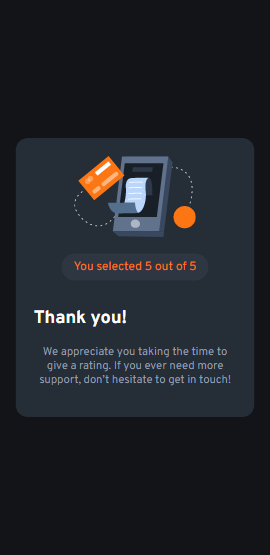 You selected 5 out of 5
Thank you!
We appreciate you taking the time to
give a rating. If you ever need more
support, don't hesitate to get in touch!